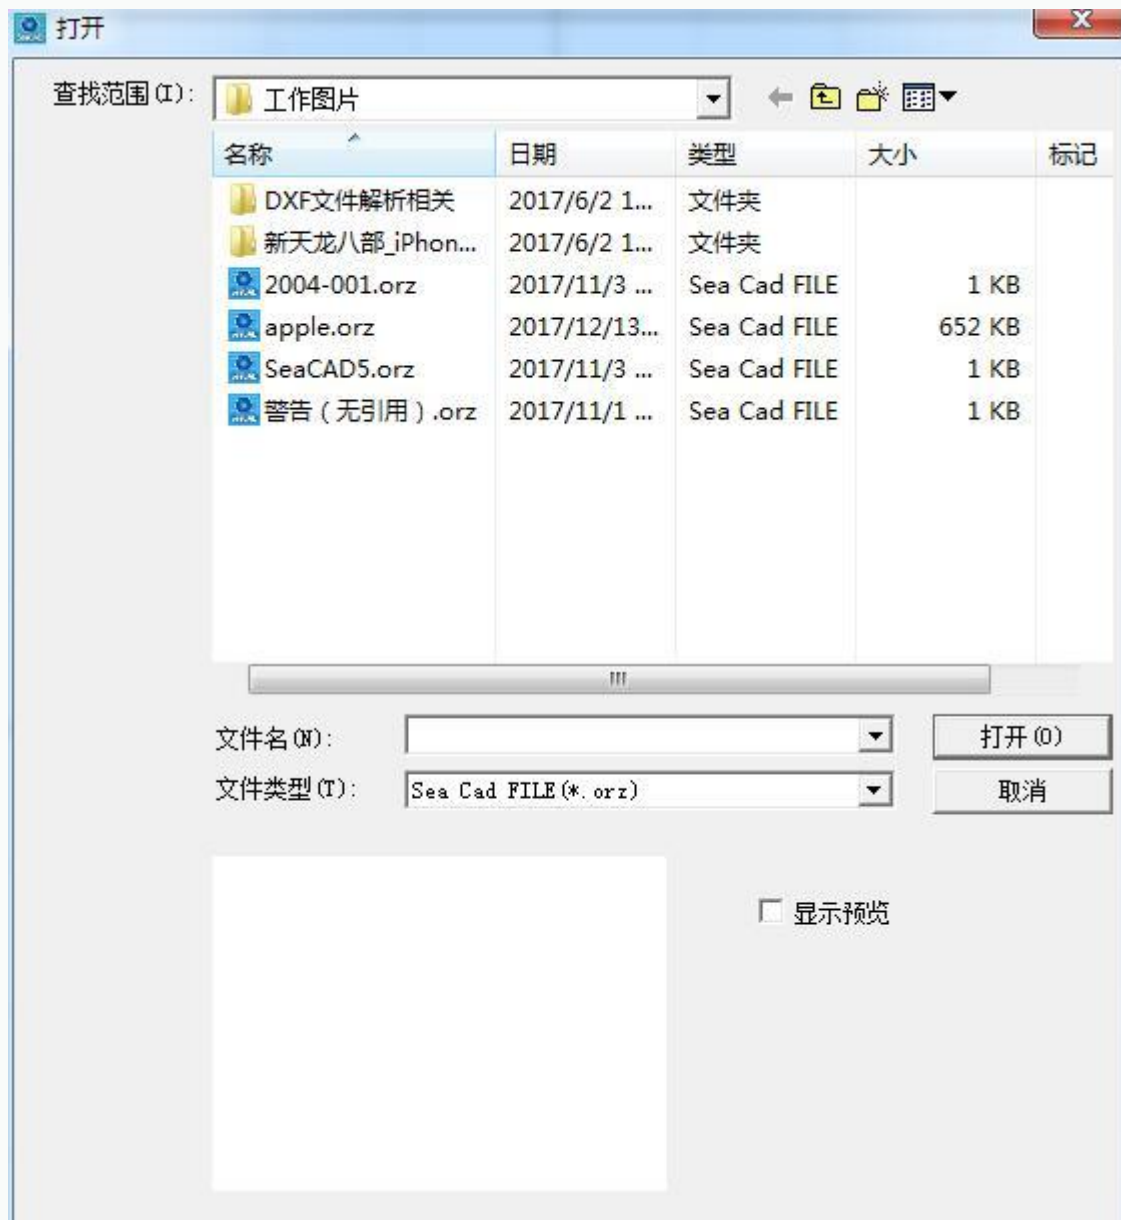 打开
查找范围(I):
工作图片
名称 日期 类型 大小 标记
DXF文件解析相关 2017/6/2 1... 文件夹
新天龙八部_iPhon... 2017/6/2 1... 文件夹
2004-001.orz 2017/11/3 ... Sea Cad FILE 1 KB
apple.orz 2017/12/13... Sea Cad FILE 652 KB
SeaCAD5.orz 2017/11/3 ... Sea Cad FILE 1 KB
警告（无引用）.orz 2017/11/1 ... Sea Cad FILE 1 KB
文件名(N): 打开(O)
文件类型(T): Sea Cad FILE(*.orz) 取消
显示预览